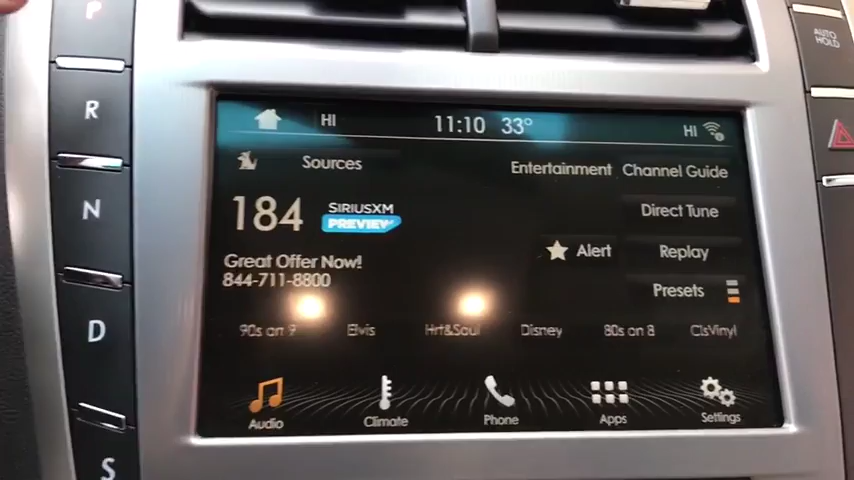 P
AUTO
HOLD
R
HI
11:10 33°
HI
Sources
Entertainment
Channel Guide
N
184
SIRIUSXM
PREVIEW
Direct Tune
Great Offer Now!
844-711-8800
Alert
Replay
Presets
D
90s on 9
Elvis
Hrt&Soul
Disney
80s on 8
ClsVinyl
Audio
Climate
Phone
Apps
Settings
S